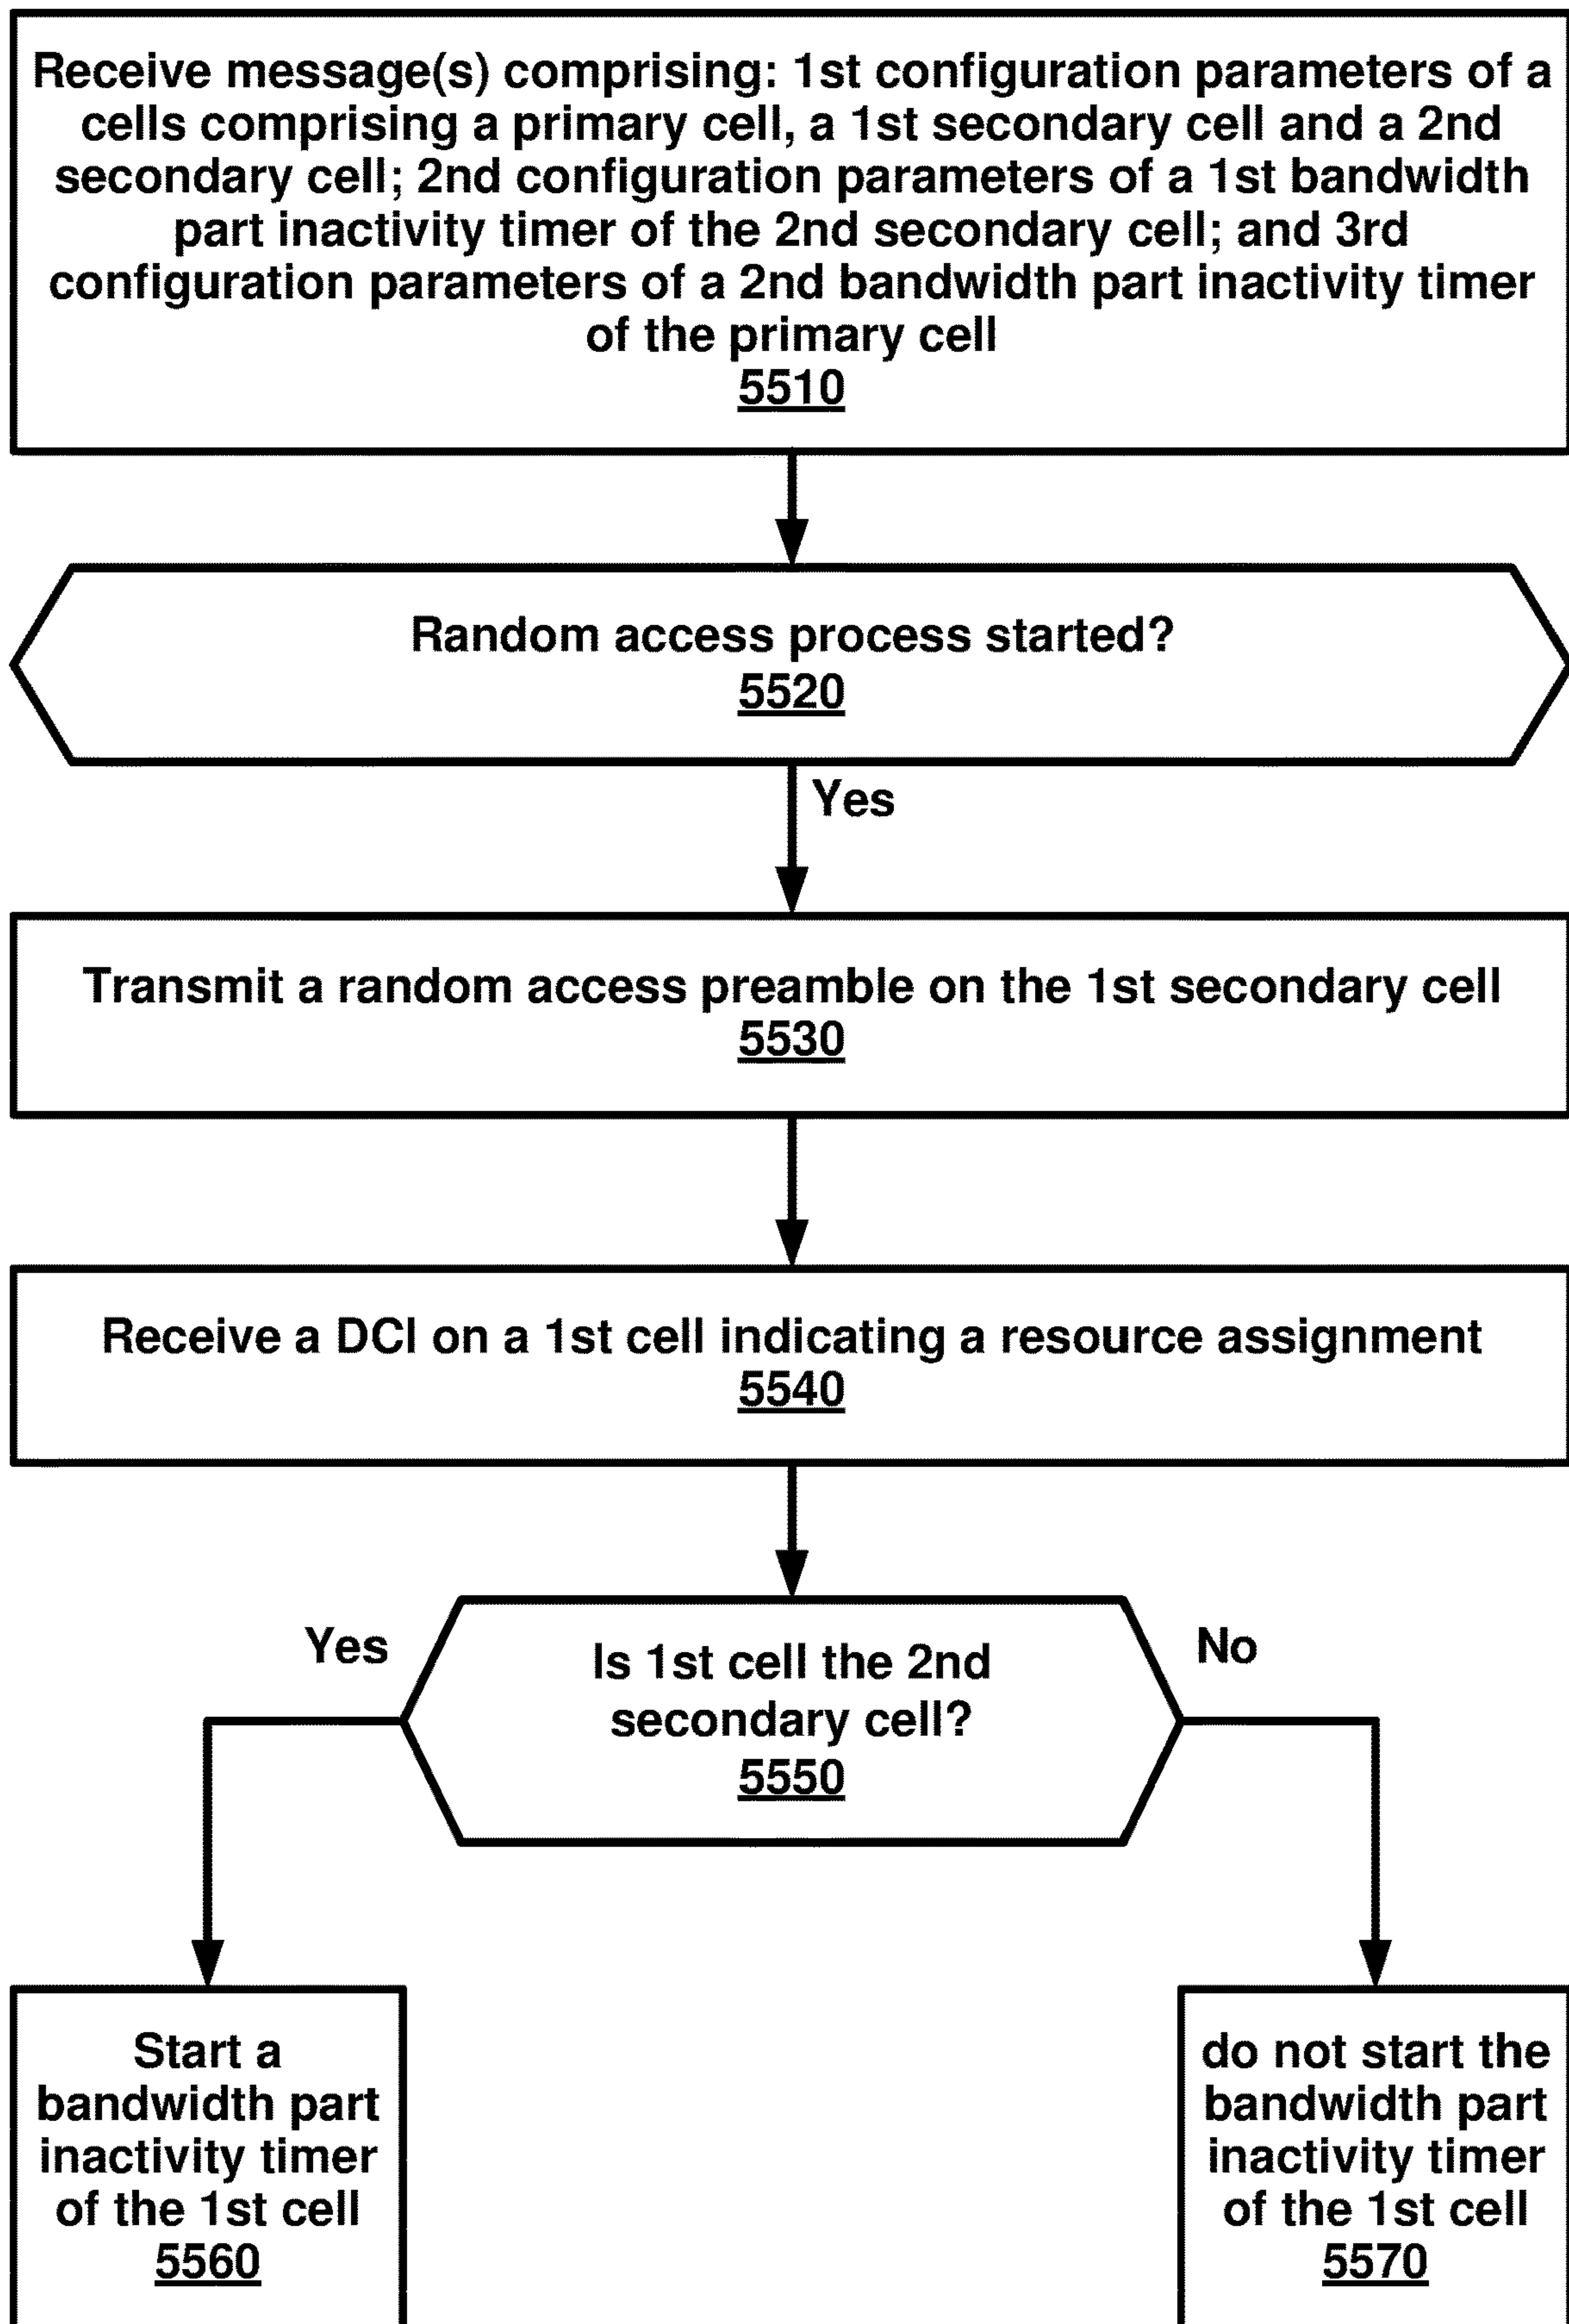 Receive message(s) comprising: 1st configuration parameters of a
cells comprising a primary cell, a 1st secondary cell and a 2nd
secondary cell; 2nd configuration parameters of a 1st bandwidth
part inactivity timer of the 2nd secondary cell; and 3rd
configuration parameters of a 2nd bandwidth part inactivity timer
of the primary cell
5510
Random access process started?
5520
Yes
Transmit a random access preamble on the 1st secondary cell
5530
Receive a DCI on a 1st cell indicating a resource assignment
5540
Yes
Is 1st cell the 2nd
secondary cell?
5550
No
Start a
bandwidth part
inactivity timer
of the 1st cell
5560
do not start the
bandwidth part
inactivity timer
of the 1st cell
5570